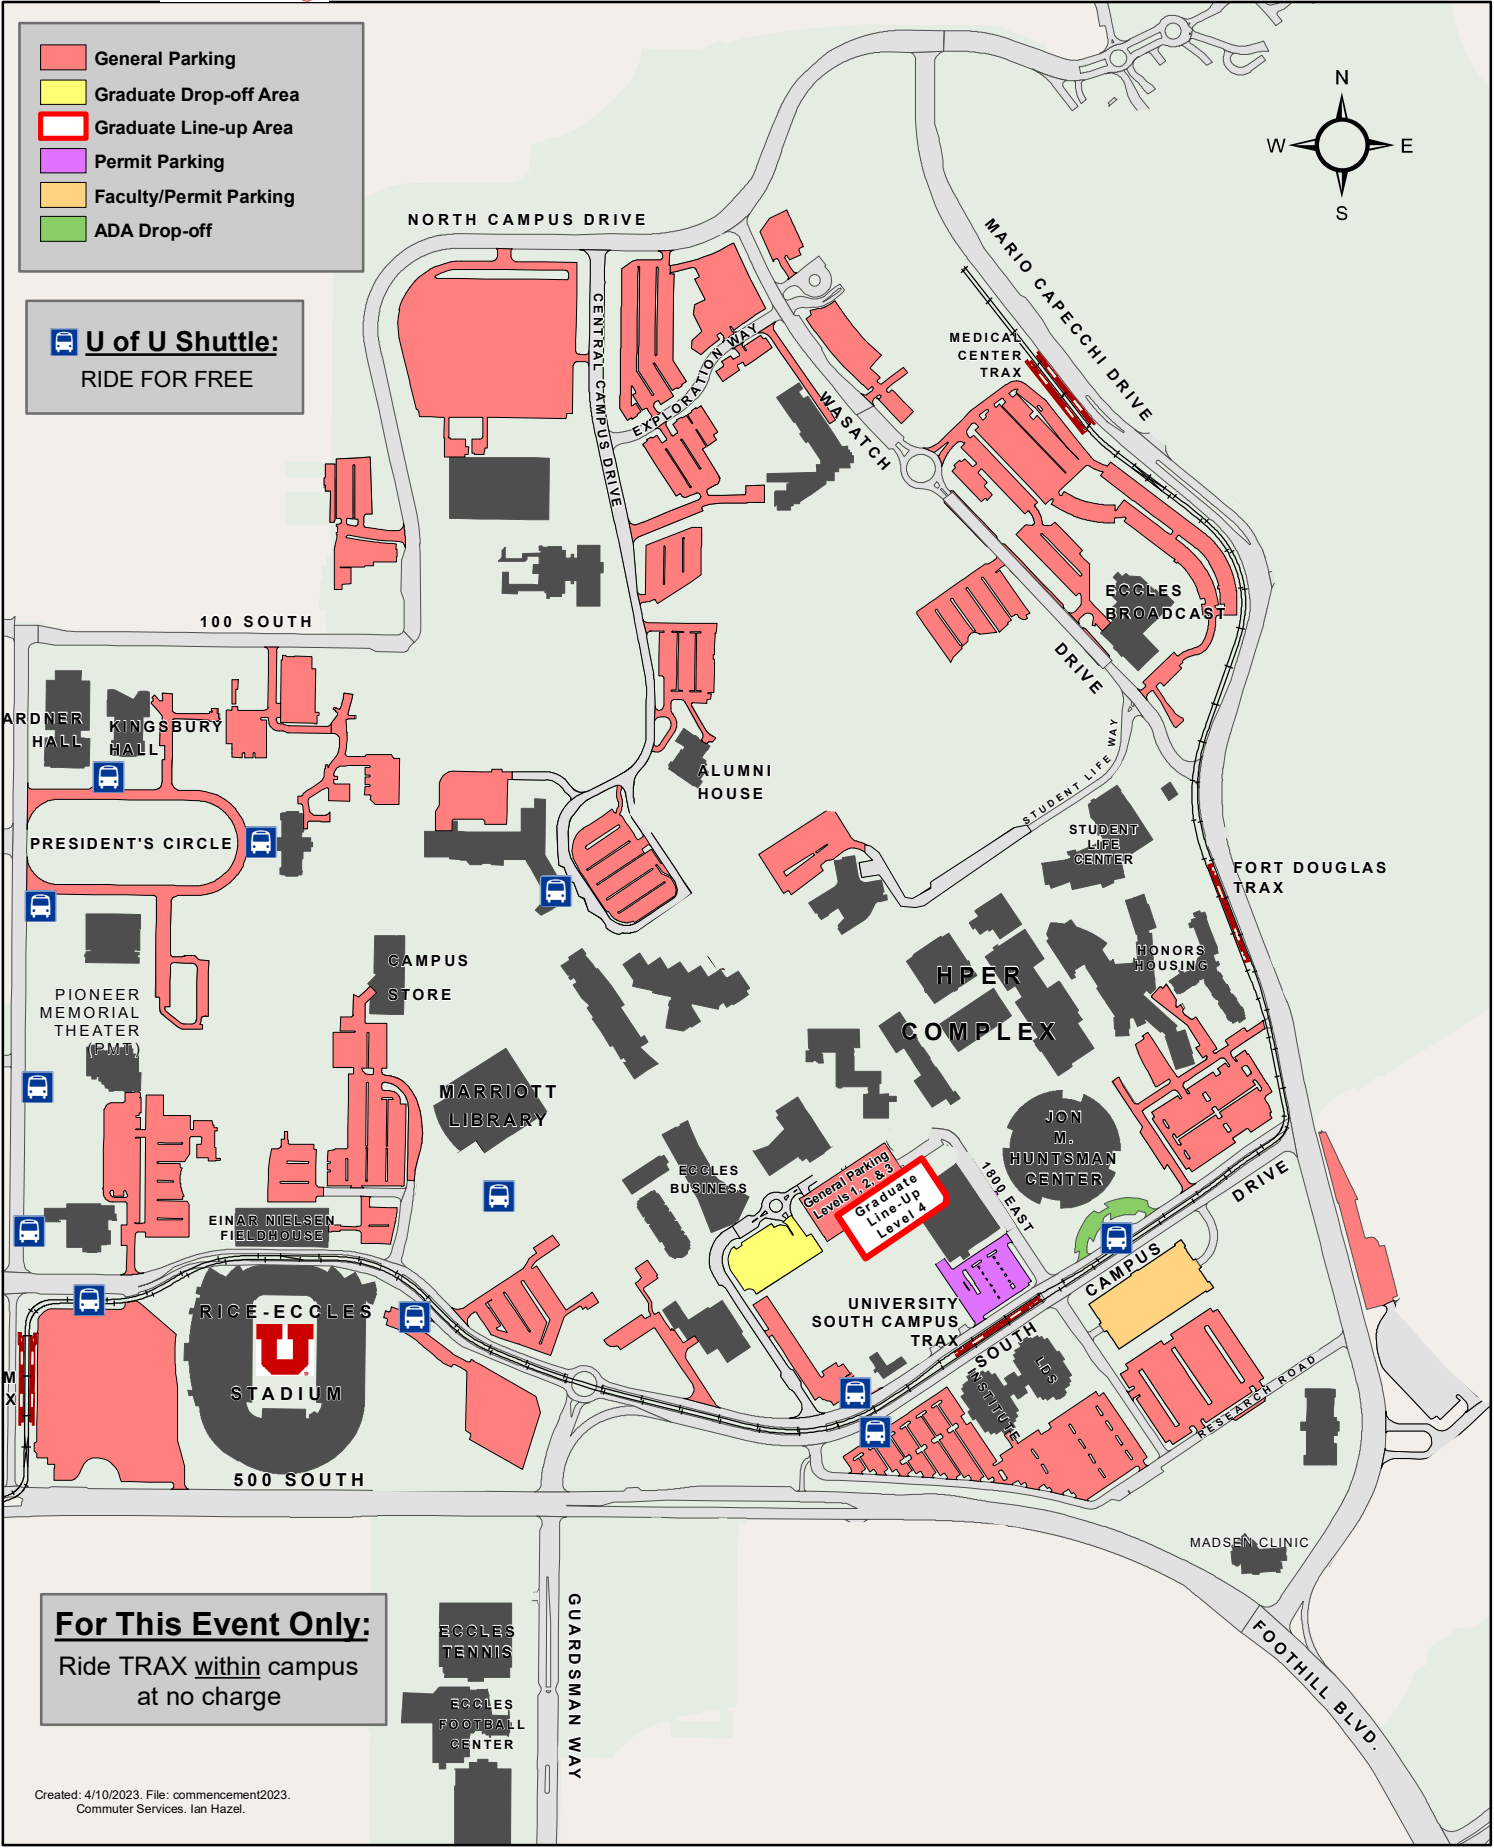 General Parking
Graduate Drop-off Area
Graduate Line-up Area
Permit Parking
Faculty/Permit Parking
ADA Drop-off
U of U Shuttle:
RIDE FOR FREE
N
W
E
S
NORTH CAMPUS DRIVE
MARIO CAPECCHI DRIVE
CENTRAL CAMPUS DRIVE
EXPLORATION WAY
MEDICAL
CENTER
TRAX
WASATCH
DRIVE
ECCLES
BROADCAST
100 SOUTH
ARDNER
HALL
KINGSBURY
HALL
ALUMNI
HOUSE
STUDENT LIFE WAY
PRESIDENT'S CIRCLE
STUDENT
LIFE
CENTER
FORT DOUGLAS
TRAX
CAMPUS
STORE
HONORS
HOUSING
HPER
COMPLEX
PIONEER
MEMORIAL
THEATER
(PMT)
MARRIOTT
LIBRARY
JON
M.
HUNTSMAN
CENTER
ECCLES
BUSINESS
General Parking
Levels 1, 2, & 3
Graduate
Line-Up
Level 4
1800 EAST
EINAR NIELSEN
FIELDHOUSE
SOUTH
CAMPUS
DRIVE
UNIVERSITY
SOUTH CAMPUS
TRAX
RICE-ECCLES
U
STADIUM
M
X
LDS
INSTITUTE
RESEARCH ROAD
500 SOUTH
MADSEN CLINIC
For This Event Only:
Ride TRAX within campus
at no charge
ECCLES
TENNIS
ECCLES
FOOTBALL
CENTER
GUARDSMAN WAY
FOOTHILL BLVD.
Created: 4/10/2023. File: commencement2023.
Commuter Services. Ian Hazel.